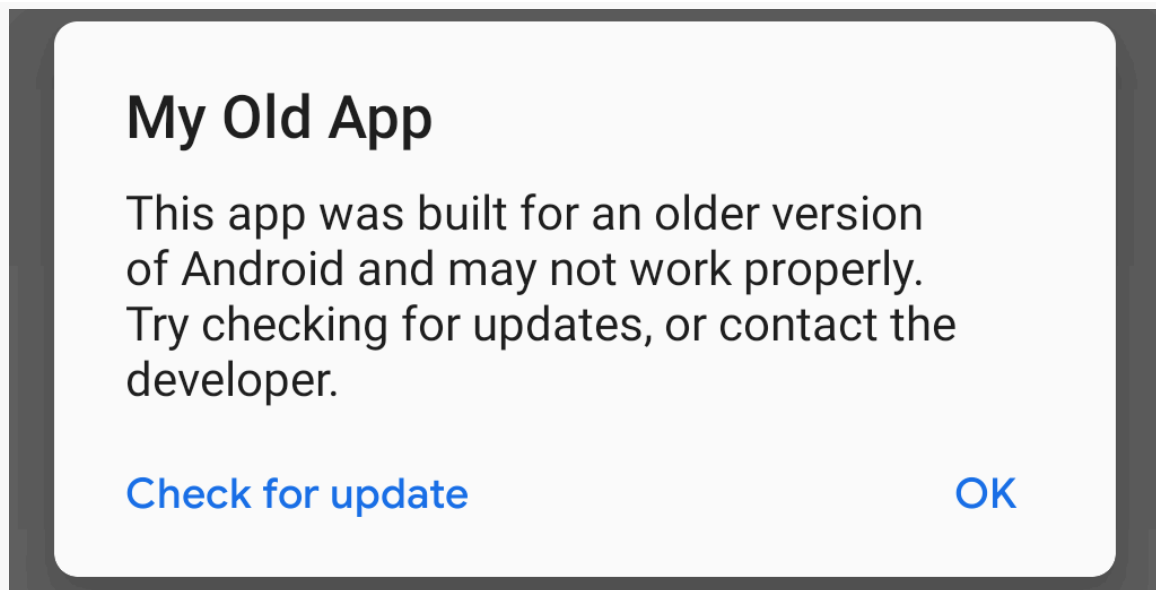 My Old App
This app was built for an older version
of Android and may not work properly.
Try checking for updates, or contact the
developer.
Check for update OK